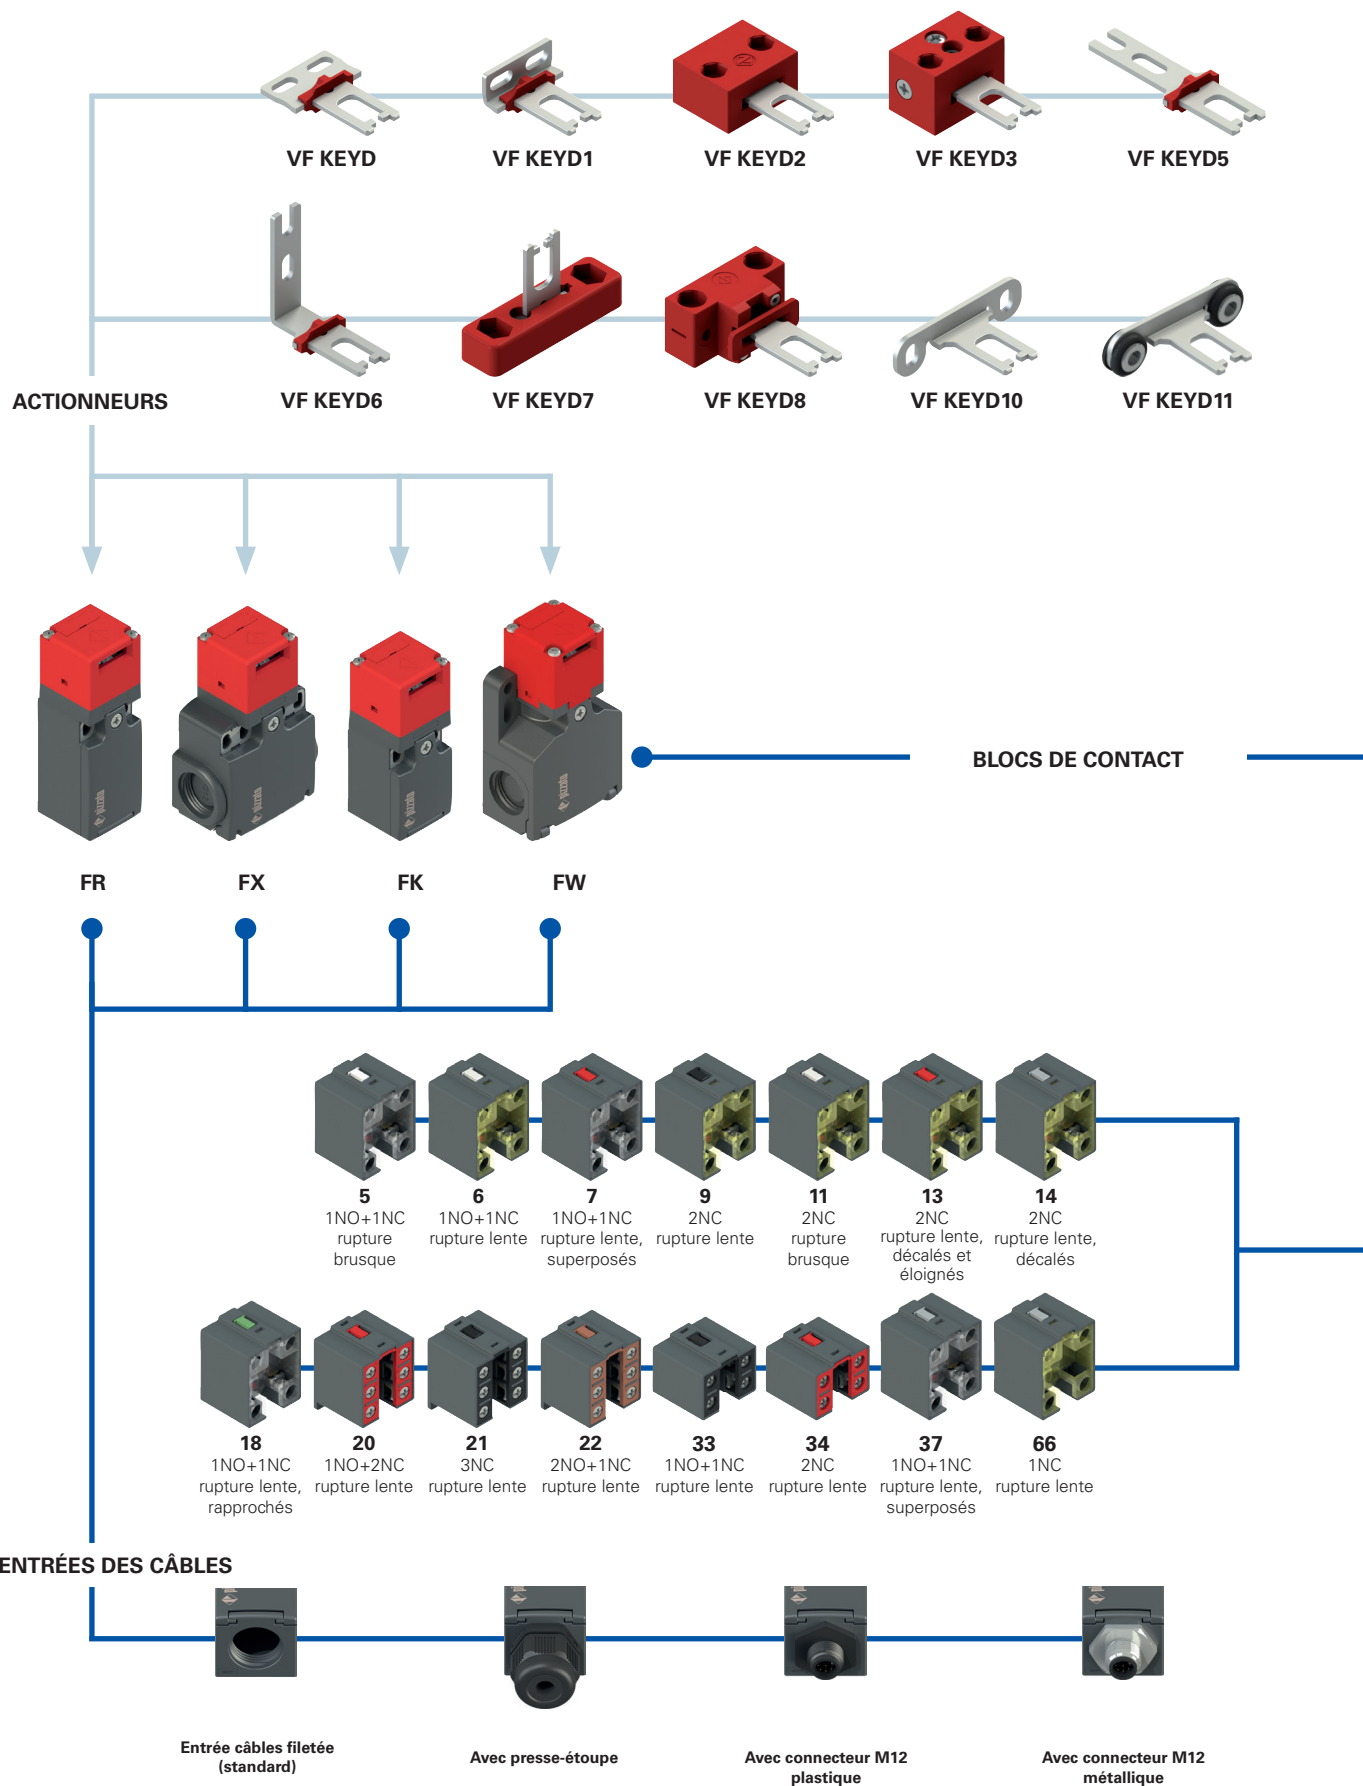 VF KEYD
VF KEYD1
VF KEYD2
VF KEYD3
VF KEYD5
VF KEYD6
VF KEYD7
VF KEYD8
VF KEYD10
VF KEYD11
ACTIONNEURS
pizzato
pizzato
pizzato
pizzato
BLOCS DE CONTACT
FR
FX
FK
FW
5
1NO+1NC
rupture
brusque
6
1NO+1NC
rupture lente
7
1NO+1NC
rupture lente,
superposés
9
2NC
rupture lente
11
2NC
rupture
brusque
13
2NC
rupture lente,
décalés et
éloignés
14
2NC
rupture lente,
décalés
18
1NO+1NC
rupture lente,
rapprochés
20
1NO+2NC
rupture lente
21
3NC
rupture lente
22
2NO+1NC
rupture lente
33
1NO+1NC
rupture lente
34
2NC
rupture lente
37
1NO+1NC
rupture lente,
superposés
66
1NC
rupture lente
ENTRÉES DES CÂBLES
Entrée câbles filetée
(standard)
Avec presse-étoupe
Avec connecteur M12
plastique
Avec connecteur M12
métallique